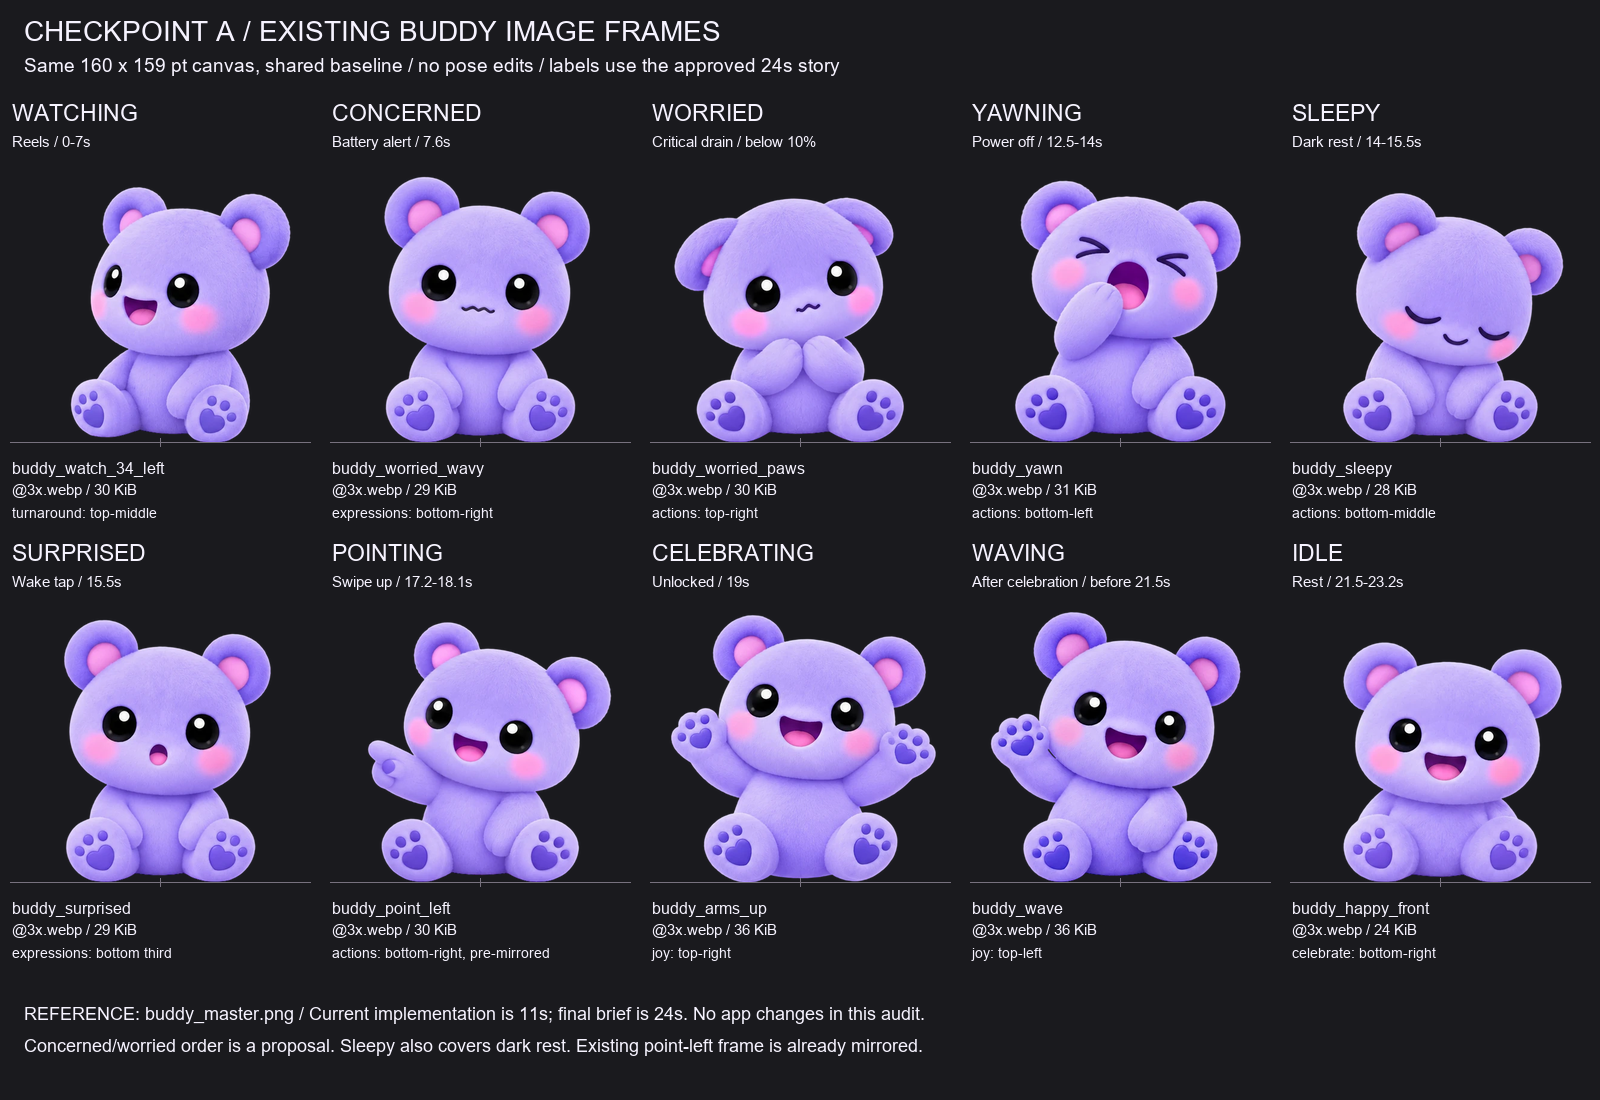 CHECKPOINT A / EXISTING BUDDY IMAGE FRAMES
Same 160 x 159 pt canvas, shared baseline / no pose edits / labels use the approved 24s story
WATCHING
Reels / 0-7s
CONCERNED
Battery alert / 7.6s
WORRIED
Critical drain / below 10%
YAWNING
Power off / 12.5-14s
SLEEPY
Dark rest / 14-15.5s
buddy_watch_34_left
@3x.webp / 30 KiB
turnaround: top-middle
buddy_worried_wavy
@3x.webp / 29 KiB
expressions: bottom-right
buddy_worried_paws
@3x.webp / 30 KiB
actions: top-right
buddy_yawn
@3x.webp / 31 KiB
actions: bottom-left
buddy_sleepy
@3x.webp / 28 KiB
actions: bottom-middle
SURPRISED
Wake tap / 15.5s
POINTING
Swipe up / 17.2-18.1s
CELEBRATING
Unlocked / 19s
WAVING
After celebration / before 21.5s
IDLE
Rest / 21.5-23.2s
buddy_surprised
@3x.webp / 29 KiB
expressions: bottom third
buddy_point_left
@3x.webp / 30 KiB
actions: bottom-right, pre-mirrored
buddy_arms_up
@3x.webp / 36 KiB
joy: top-right
buddy_wave
@3x.webp / 36 KiB
joy: top-left
buddy_happy_front
@3x.webp / 24 KiB
celebrate: bottom-right
REFERENCE: buddy_master.png / Current implementation is 11s; final brief is 24s. No app changes in this audit.
Concerned/worried order is a proposal. Sleepy also covers dark rest. Existing point-left frame is already mirrored.